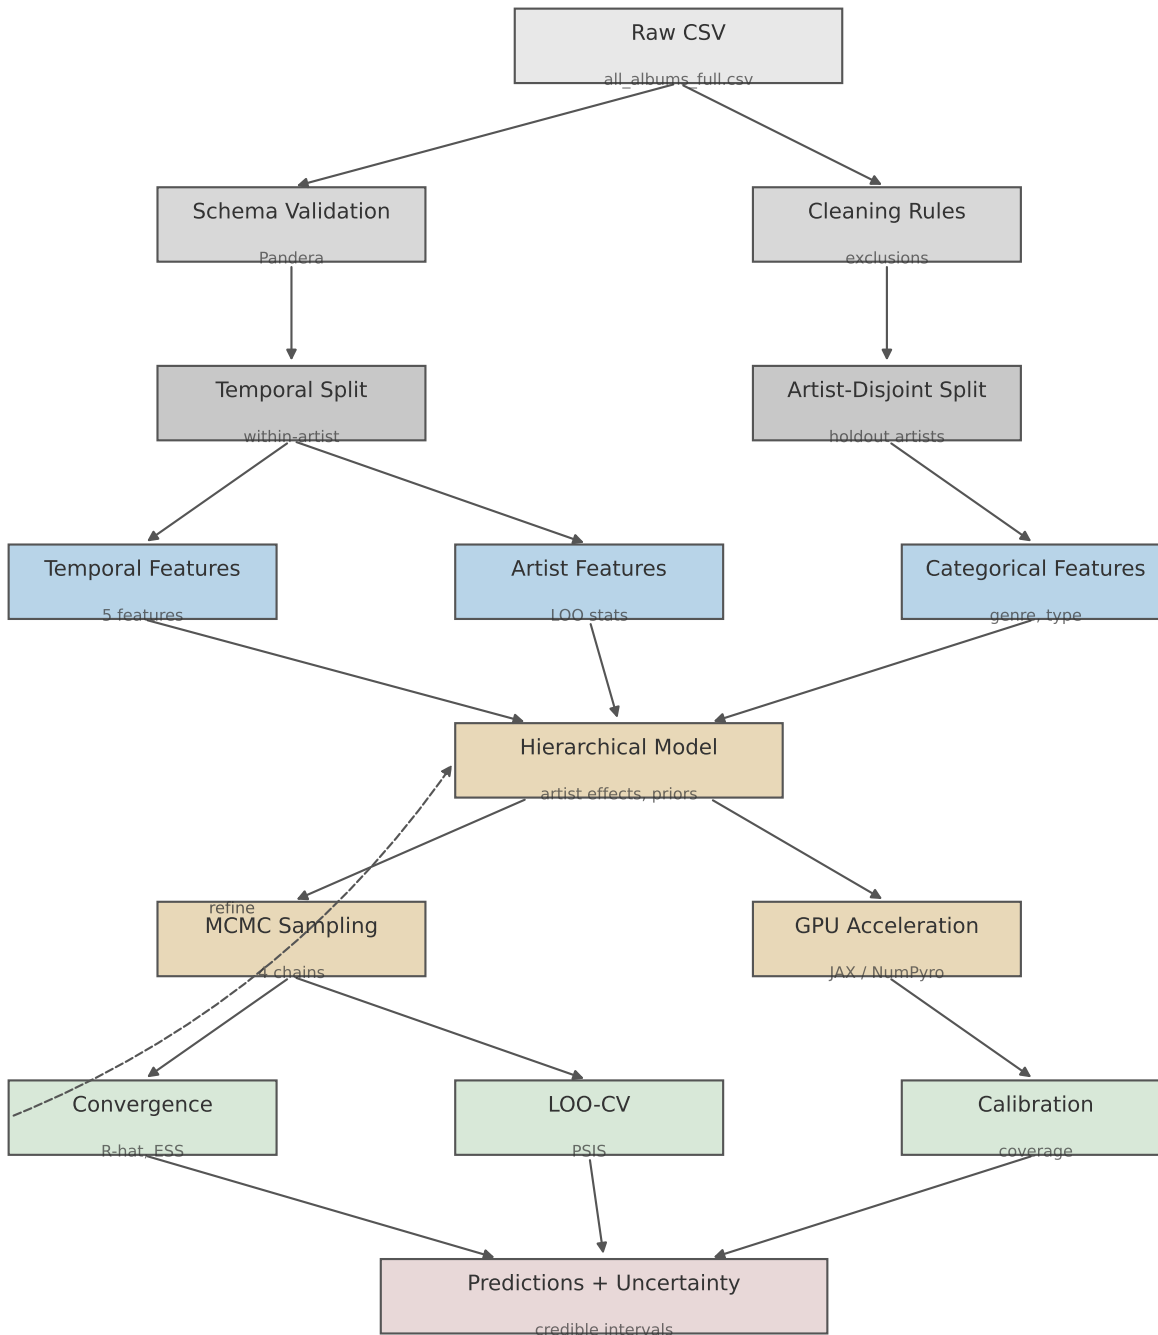 Raw CSV
all_albums_full.csv
Schema Validation
Pandera
Cleaning Rules
exclusions
Temporal Split
within-artist
Artist-Disjoint Split
holdout artists
Temporal Features
5 features
Artist Features
LOO stats
Categorical Features
genre, type
Hierarchical Model
artist effects, priors
refine
MCMC Sampling
4 chains
GPU Acceleration
JAX / NumPyro
Convergence
R-hat, ESS
LOO-CV
PSIS
Calibration
coverage
Predictions + Uncertainty
credible intervals